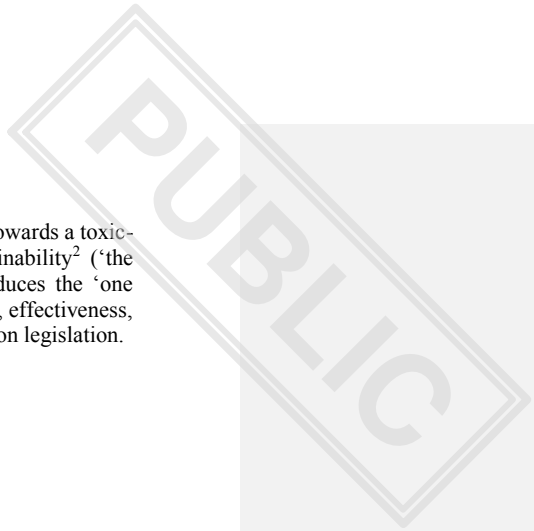 owards a toxic-
inability² (‘the
duces the ‘one
, effectiveness,
on legislation.
PUBLIC